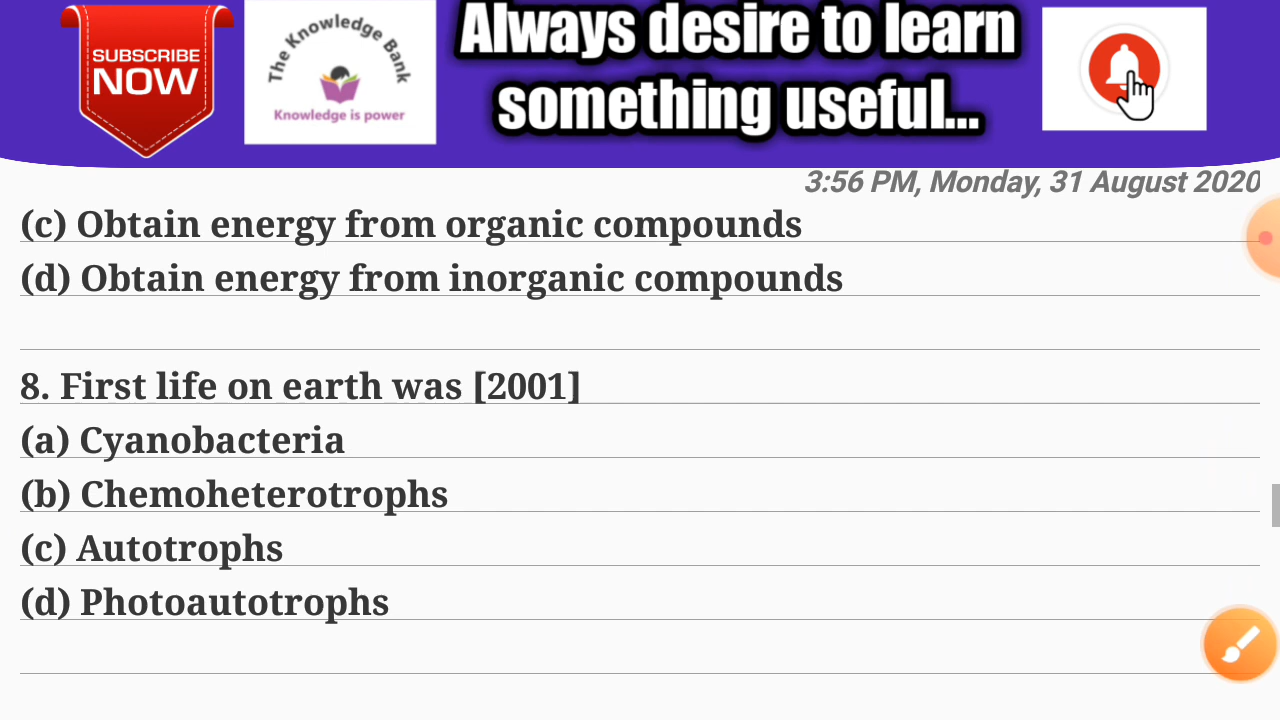 SUBSCRIBE
NOW
The Knowledge Bank
Knowledge is power
Always desire to learn
something useful...
3:56 PM, Monday, 31 August 2020
(c) Obtain energy from organic compounds
(d) Obtain energy from inorganic compounds
8. First life on earth was [2001]
(a) Cyanobacteria
(b) Chemoheterotrophs
(c) Autotrophs
(d) Photoautotrophs